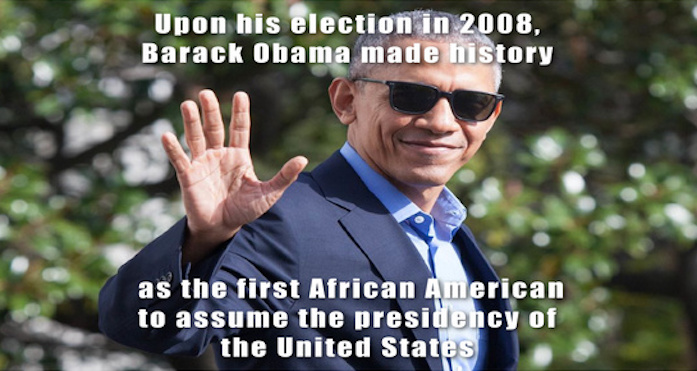 Upon his election in 2008,
Barack Obama made history
as the first African American
to assume the presidency of
the United States